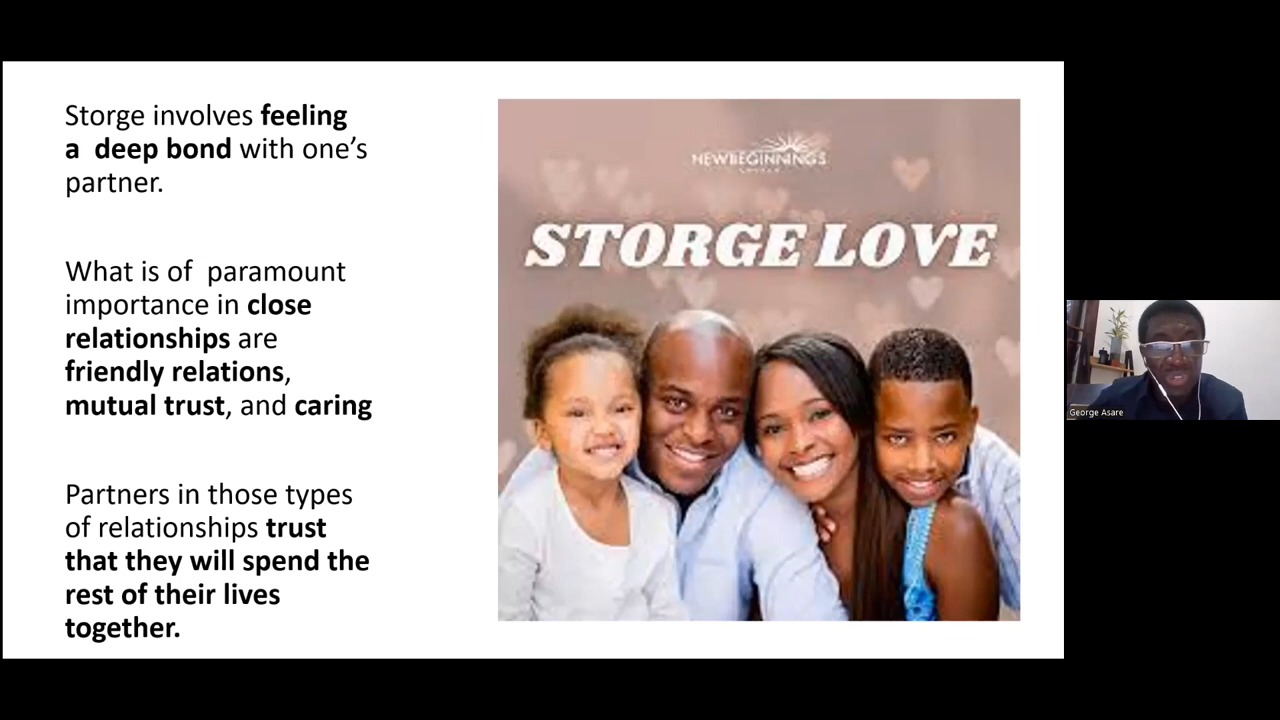 Storge involves feeling
a  deep bond with one’s
partner.
What is of  paramount
importance in close
relationships are
friendly relations,
mutual trust, and caring
Partners in those types
of relationships trust
that they will spend the
rest of their lives
together.
NEWBEGINNINGS
CHURCH
STORGE LOVE
George Asare